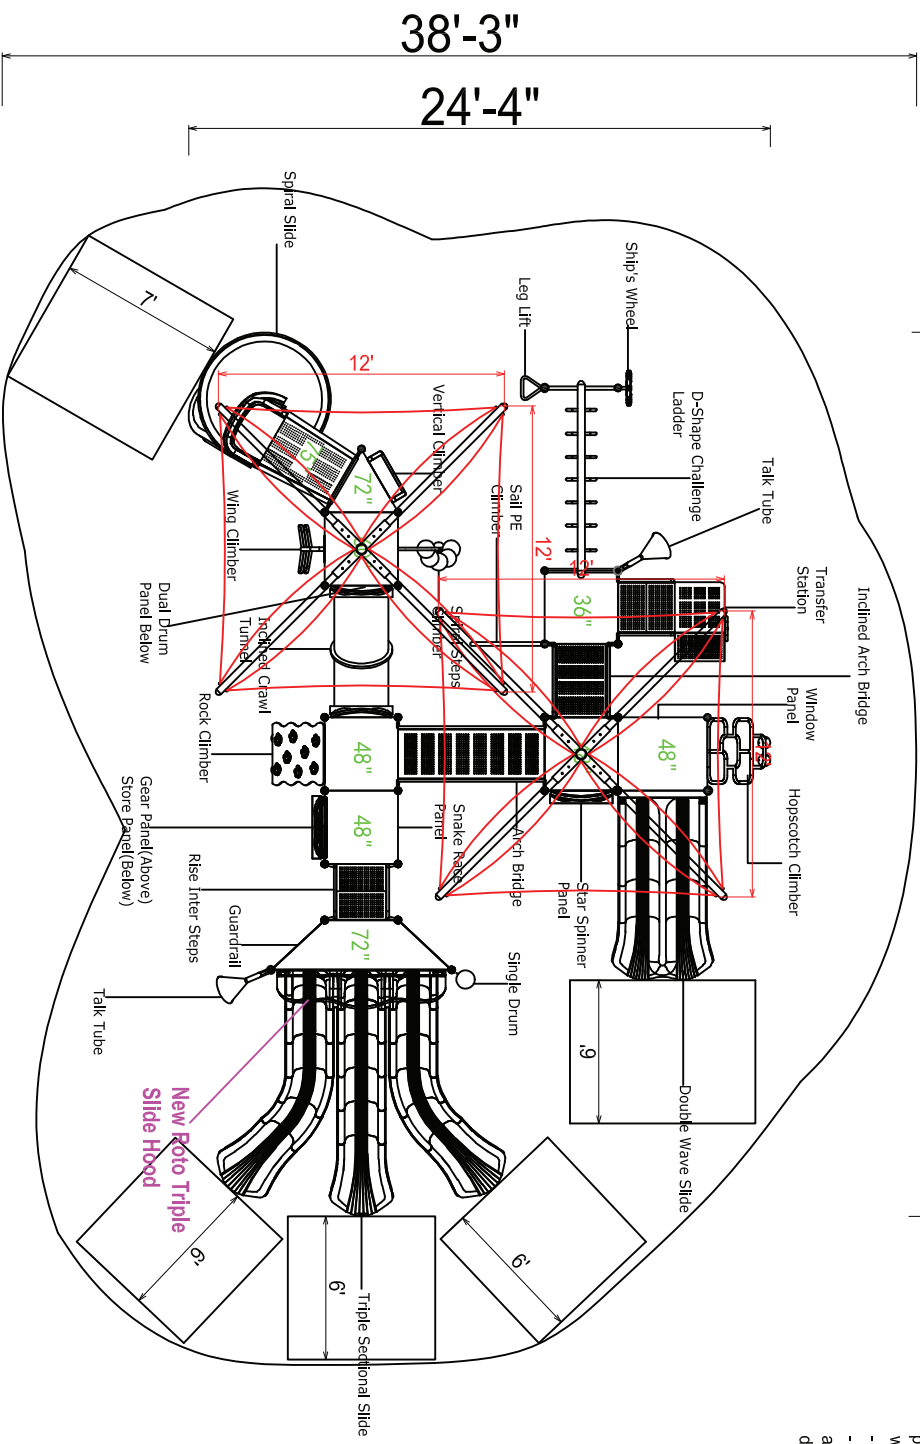 38'-3"
24'-4"
Spiral Slide
7'
Leg Lift
Ship's Wheel
D-Shape Challenge
Ladder
Talk Tube
Transfer
Station
Inclined Arch Bridge
Window
Panel
Hopscotch Climber
12'
12'
12'
Vertical Climber
Sail PE
Climber
Wing Climber
72"
36"
Dual Drum
Panel Below
Inclined Crawl
Tunnel
Spiral Steps
Climber
Rock Climber
48"
48"
48"
Gear Panel(Above)
Store Panel(Below)
Snake Race
Panel
Arch Bridge
Star Spinner
Panel
Rise Inter Steps
Guardrail
72"
Single Drum
Talk Tube
New Roto Triple
Slide Hood
Double Wave Slide
6'
6'
6'
6'
Triple Sectional Slide